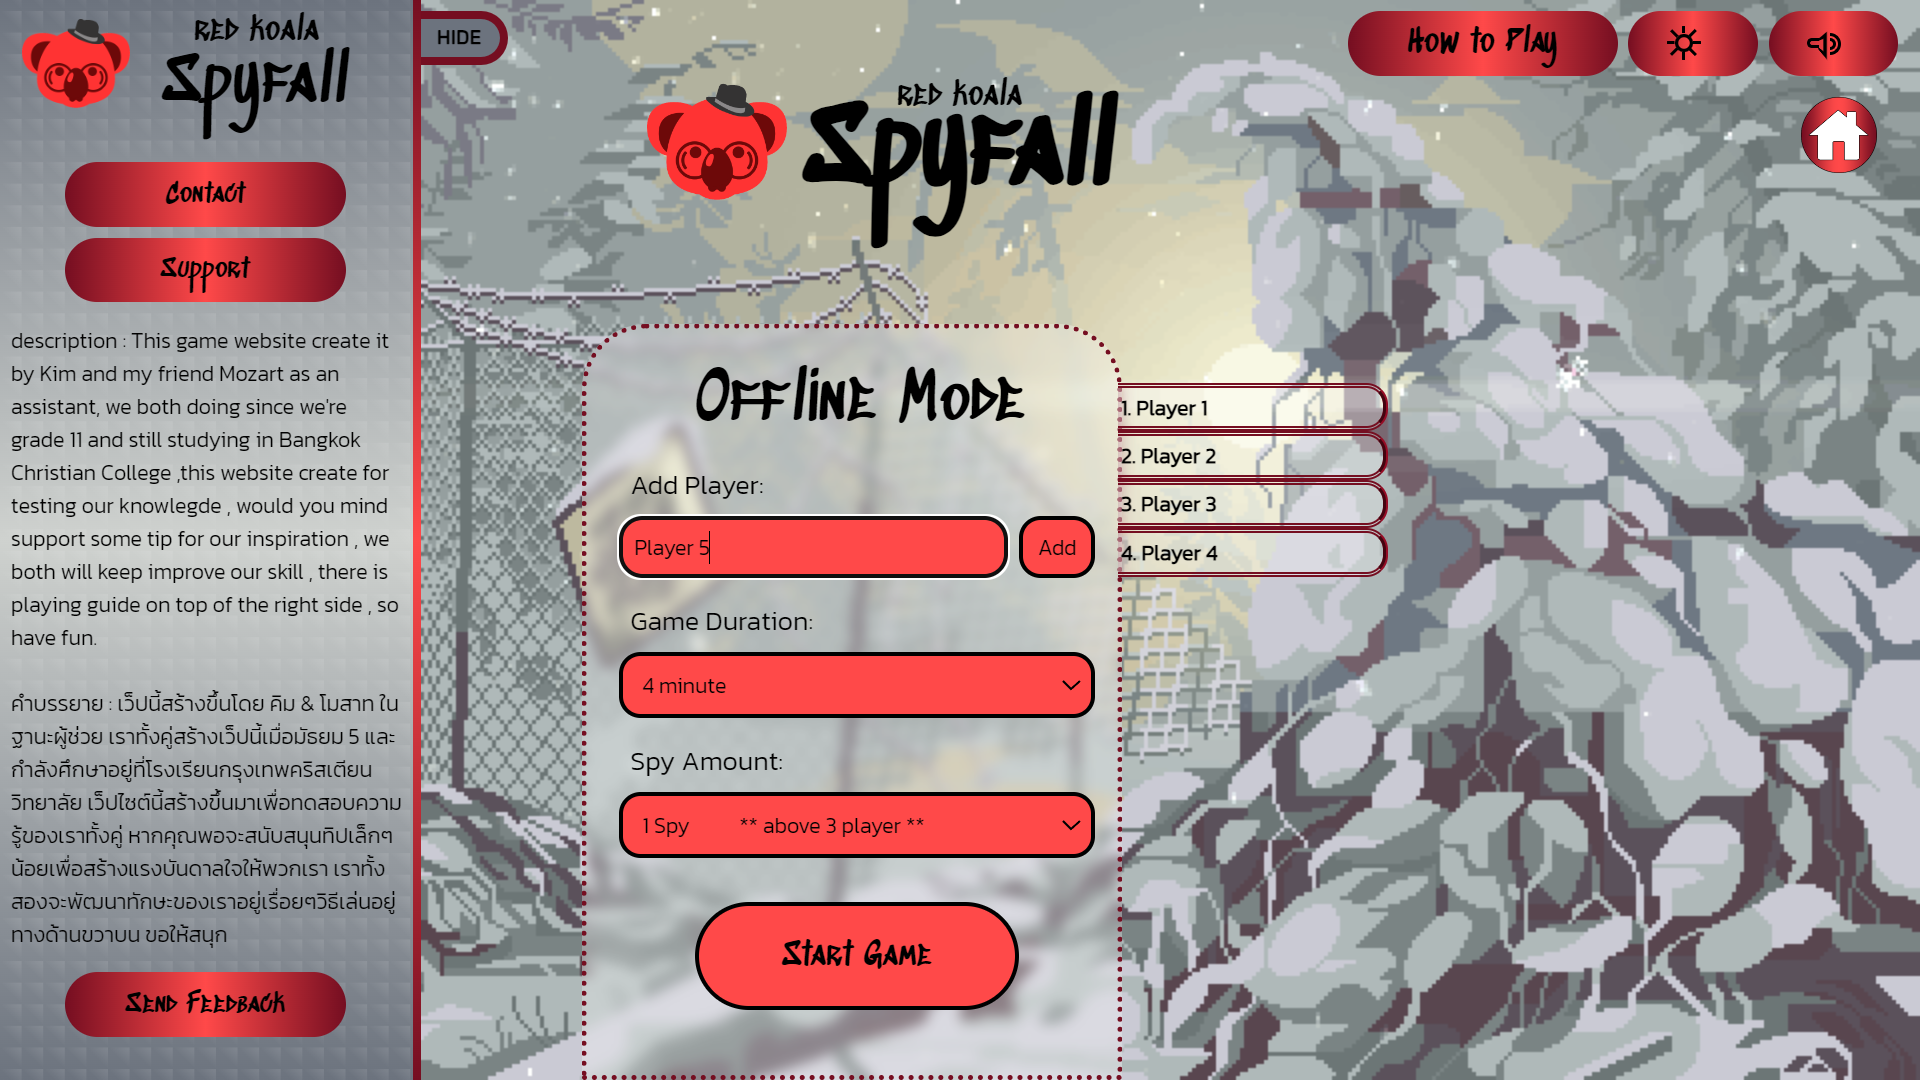 RED KOALA
Spyfall
Contact
Support
description : This game website create it
by Kim and my friend Mozart as an
assistant, we both doing since we're
grade 11 and still studying in Bangkok
Christian College ,this website create for
testing our knowlegde , would you mind
support some tip for our inspiration , we
both will keep improve our skill , there is
playing guide on top of the right side , so
have fun.
คำบรรยาย : เว็ปนี้สร้างขึ้นโดย คิม & โมสาท ใน
ฐานะผู้ช่วย เราทั้งคู่สร้างเว็ปนี้เมื่อมัธยม 5 และ
กำลังศึกษาอยู่ที่โรงเรียนกรุงเทพคริสเตียน
วิทยาลัย เว็ปไซต์นี้สร้างขึ้นมาเพื่อทดสอบความ
รู้ของเราทั้งคู่ หากคุณพอจะสนับสนุนทิปเล็กๆ
น้อยเพื่อสร้างแรงบันดาลใจให้พวกเรา เราทั้ง
สองจะพัฒนาทักษะของเราอยู่เรื่อยๆวิธีเล่นอยู่
ทางด้านขวาบน ขอให้สนุก
Send Feedback
HIDE
How to Play
RED KOALA
Spyfall
Offline Mode
Add Player:
Player 5
Add
Game Duration:
4 minute
Spy Amount:
1 Spy ** above 3 player **
Start Game
1. Player 1
2. Player 2
3. Player 3
4. Player 4